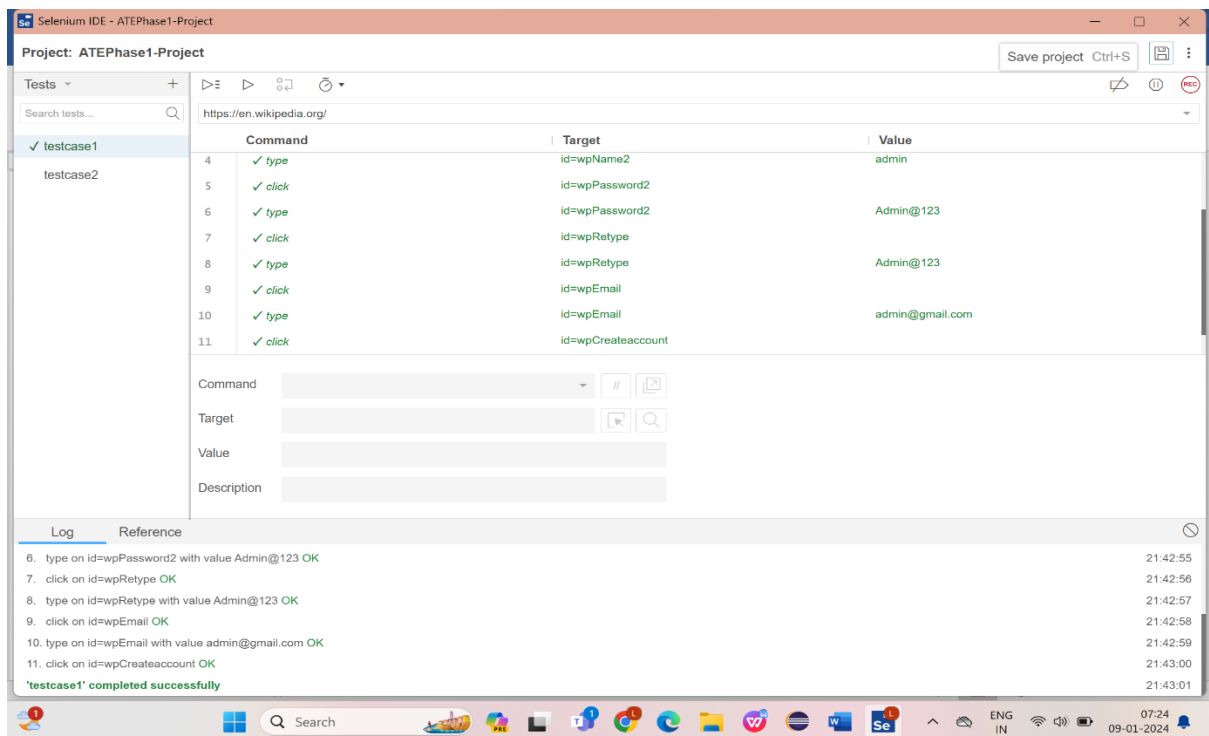 Selenium IDE - ATEPhase1-Project
Project: ATEPhase1-Project
Save project Ctrl+S
Tests
REC
Search tests...
https://en.wikipedia.org/
Command Target Value
✓ testcase1
testcase2
4 ✓ type id=wpName2 admin
5 ✓ click id=wpPassword2
6 ✓ type id=wpPassword2 Admin@123
7 ✓ click id=wpRetype
8 ✓ type id=wpRetype Admin@123
9 ✓ click id=wpEmail
10 ✓ type id=wpEmail admin@gmail.com
11 ✓ click id=wpCreateaccount
Command //
Target
Value
Description
Log Reference
6. type on id=wpPassword2 with value Admin@123 OK 21:42:55
7. click on id=wpRetype OK 21:42:56
8. type on id=wpRetype with value Admin@123 OK 21:42:57
9. click on id=wpEmail OK 21:42:58
10. type on id=wpEmail with value admin@gmail.com OK 21:42:59
11. click on id=wpCreateaccount OK 21:43:00
'testcase1' completed successfully 21:43:01
1 Search PRE 1 L W Se L ENG 07:24
IN 09-01-2024